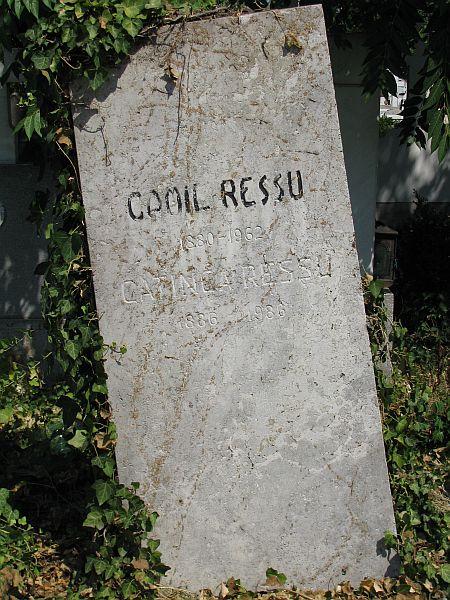 CAMIL RESSU
1880-1962
CATINCA RESSU
1886 1986